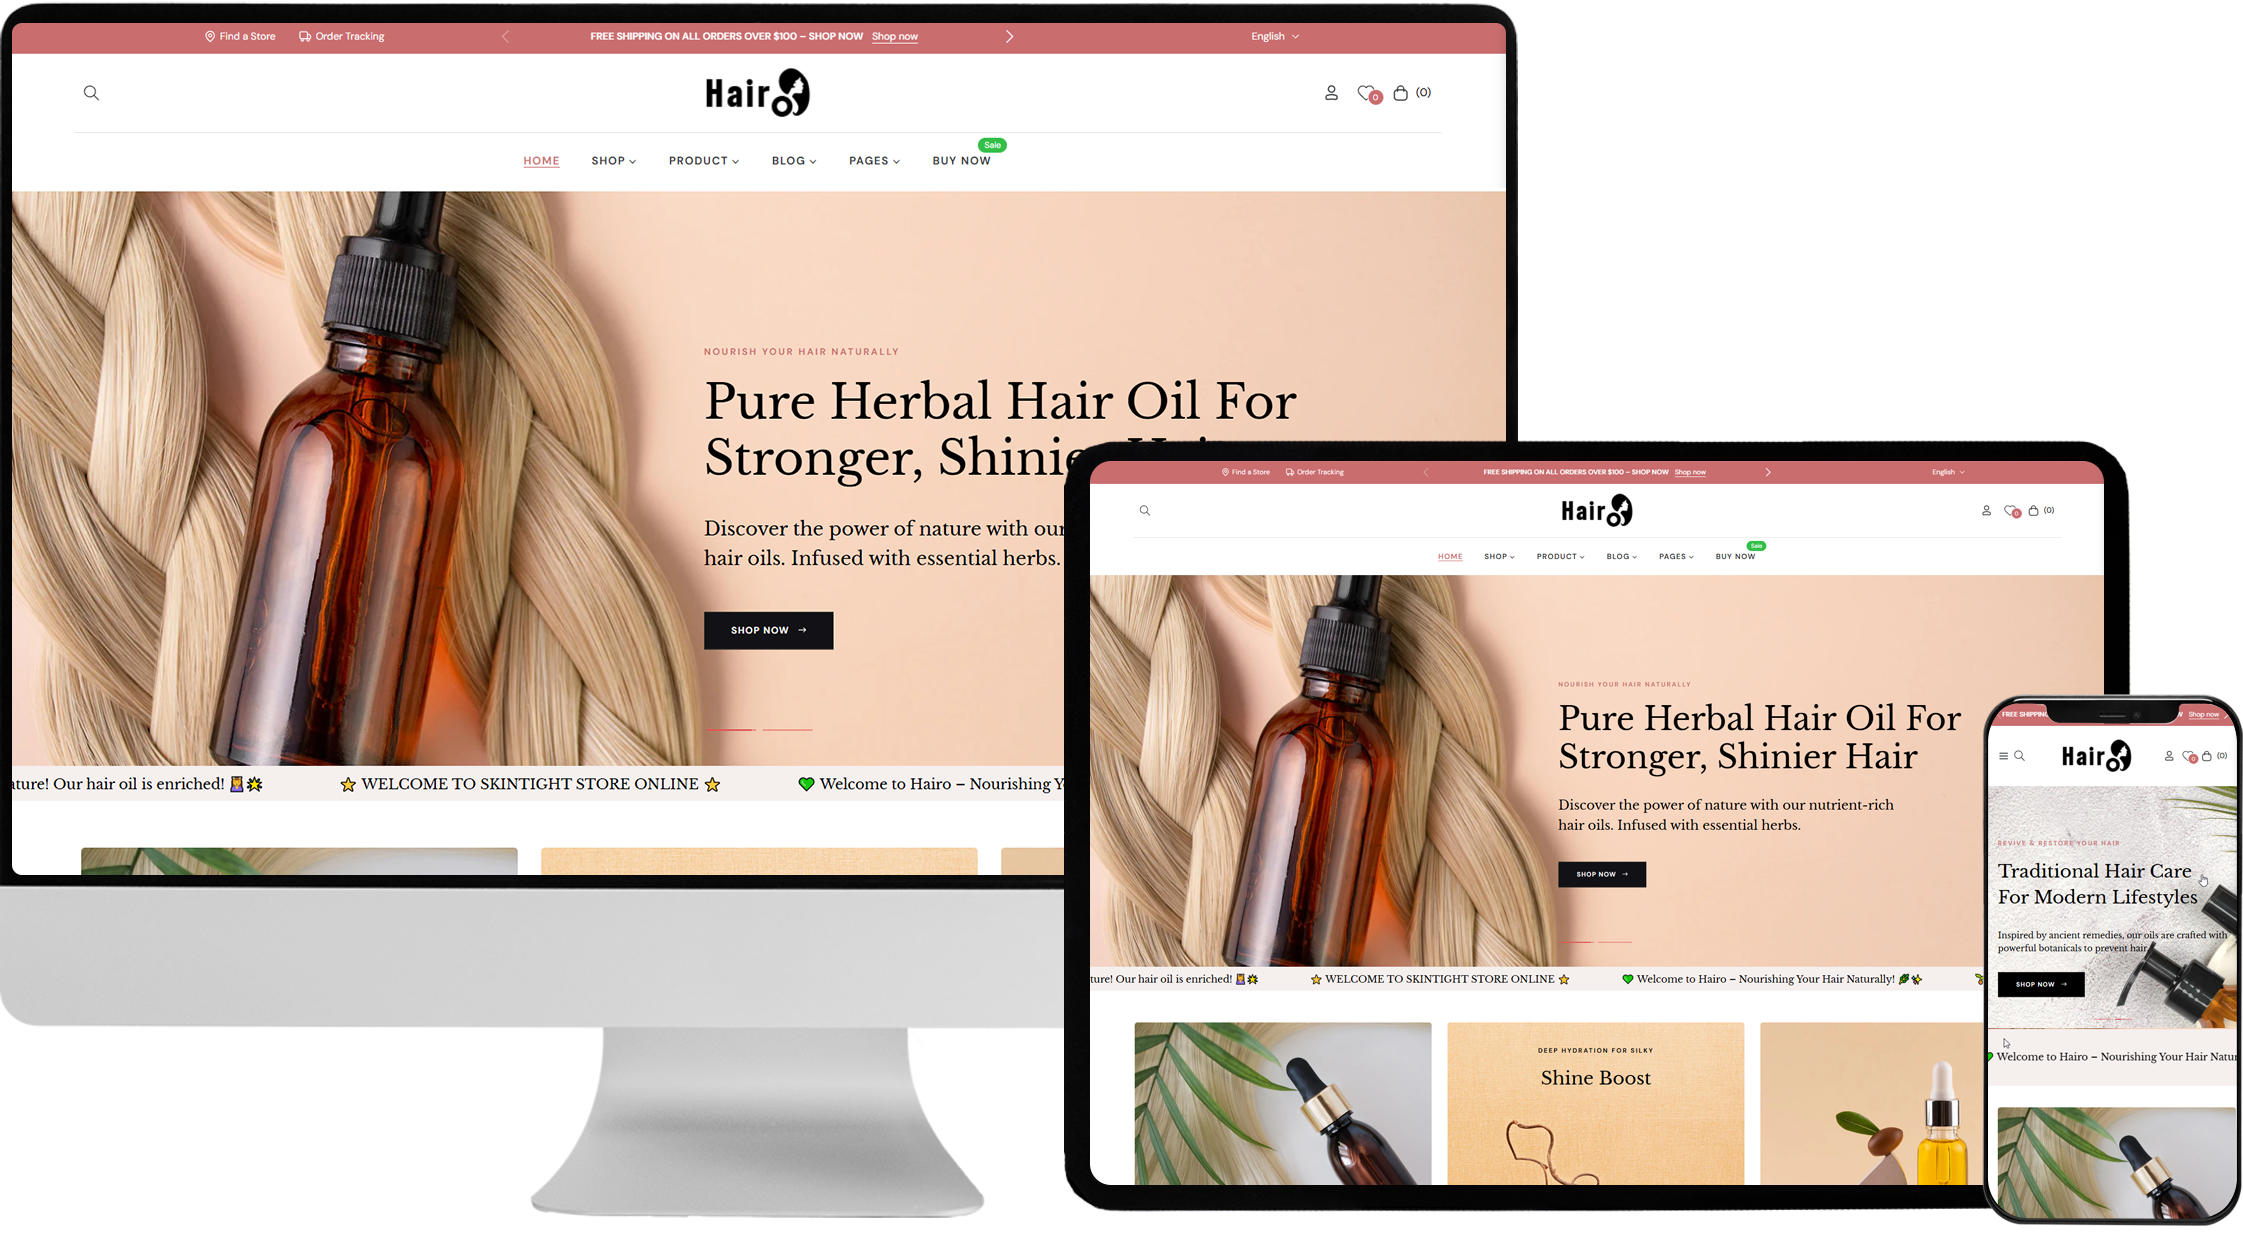 Find a Store
Order Tracking
FREE SHIPPING ON ALL ORDERS OVER $100 – SHOP NOW Shop now
English
Hairo
0
(0)
Sale
HOME
SHOP
PRODUCT
BLOG
PAGES
BUY NOW
NOURISH YOUR HAIR NATURALLY
Pure Herbal Hair Oil For
Stronger, Shinie
Discover the power of nature with our
hair oils. Infused with essential herbs.
SHOP NOW →
ature! Our hair oil is enriched! 💆🌟
⭐ WELCOME TO SKINTIGHT STORE ONLINE ⭐
💚 Welcome to Hairo – Nourishing Y
Find a Store
Order Tracking
FREE SHIPPING ON ALL ORDERS OVER $100 – SHOP NOW Shop now
English
Hairo
0
(0)
Sale
HOME
SHOP
PRODUCT
BLOG
PAGES
BUY NOW
NOURISH YOUR HAIR NATURALLY
Pure Herbal Hair Oil For
Stronger, Shinier Hair
Discover the power of nature with our nutrient-rich
hair oils. Infused with essential herbs.
SHOP NOW →
ture! Our hair oil is enriched! 💆🌟
⭐ WELCOME TO SKINTIGHT STORE ONLINE ⭐
💚 Welcome to Hairo – Nourishing Your Hair Naturally! 🌿✨
DEEP HYDRATION FOR SILKY
Shine Boost
FREE SHIPPING
W Shop now
Hairo
0
(0)
REVIVE & RESTORE YOUR HAIR
Traditional Hair Care
For Modern Lifestyles
Inspired by ancient remedies, our oils are crafted with
powerful botanicals to prevent hair
SHOP NOW →
Welcome to Hairo – Nourishing Your Hair Natur